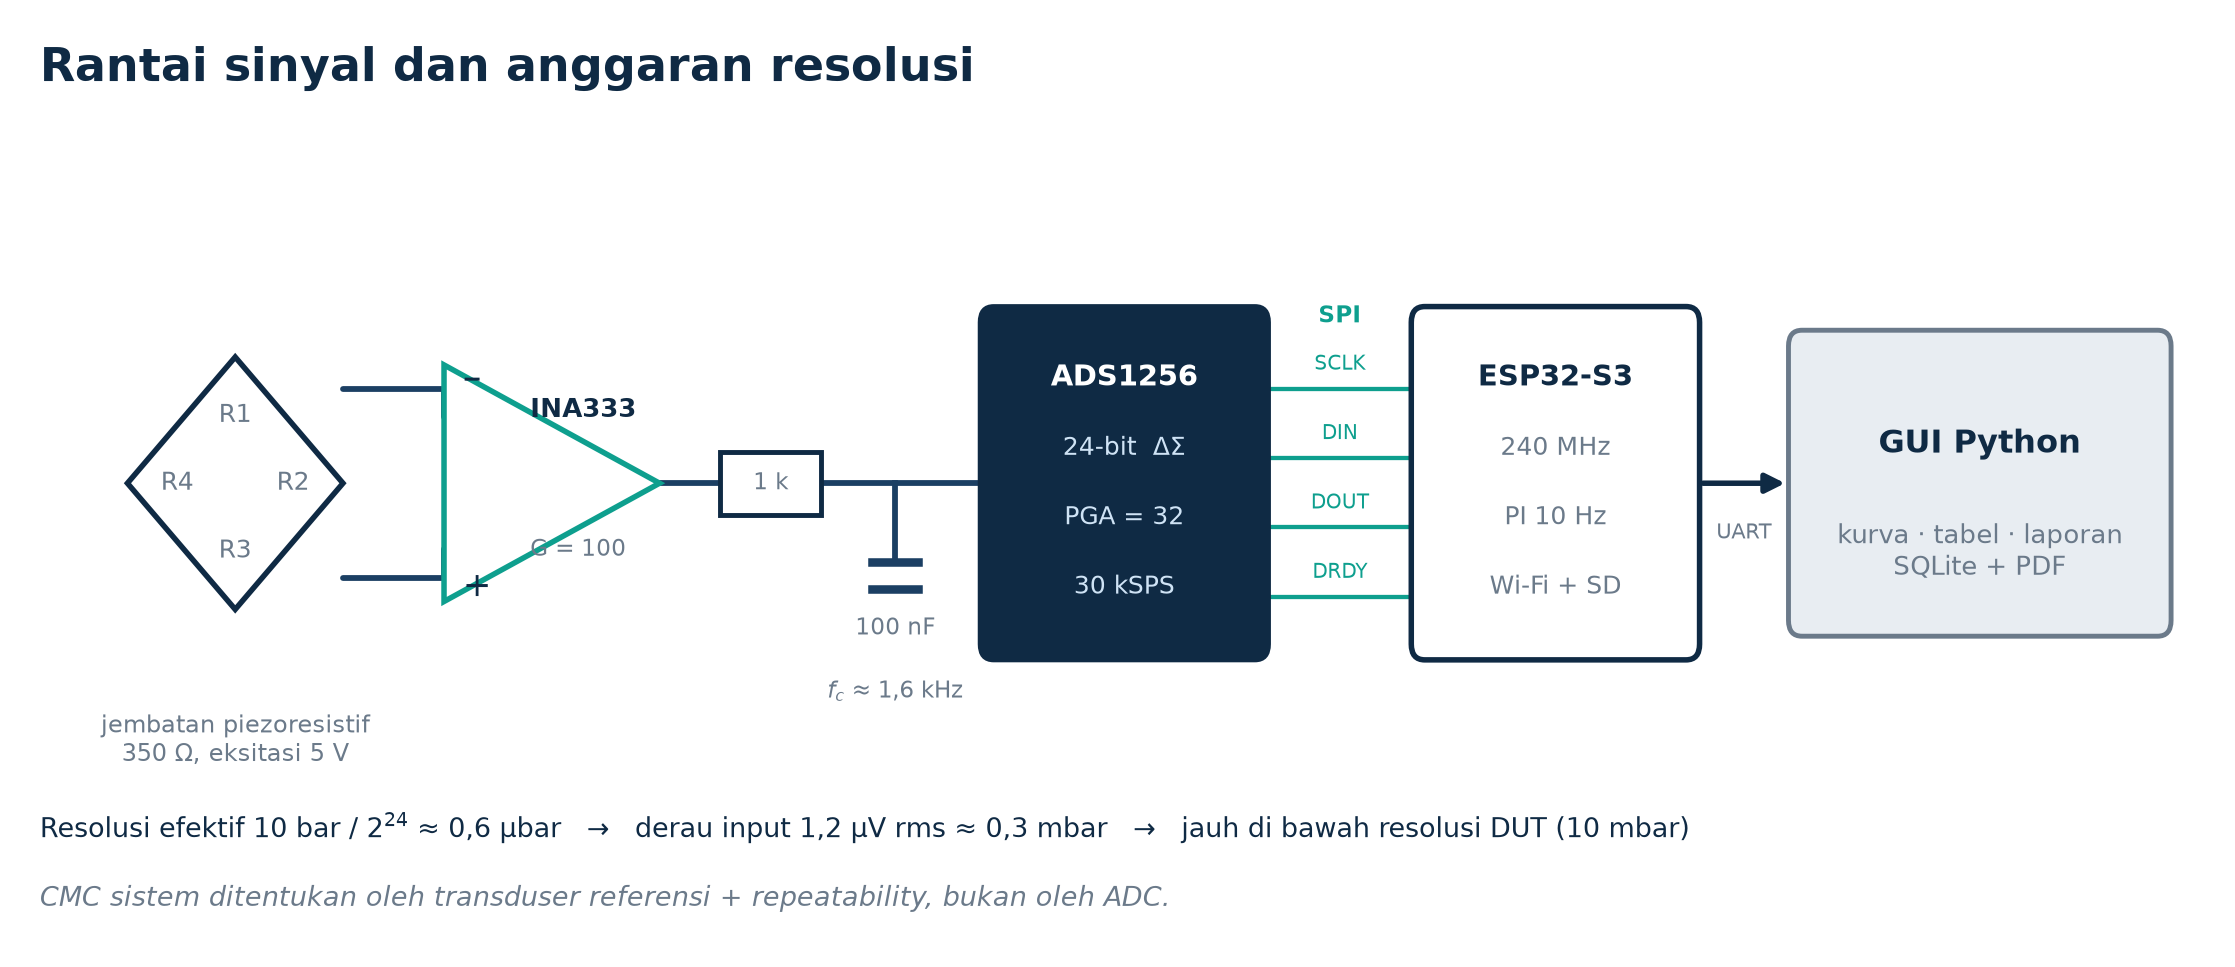 Rantai sinyal dan anggaran resolusi
R1
R4
R2
R3
jembatan piezoresistif
350 Ω, eksitasi 5 V
−
+
INA333
G = 100
1 k
100 nF
f_c ≈ 1,6 kHz
ADS1256
24-bit ΔΣ
PGA = 32
30 kSPS
SPI
SCLK
DIN
DOUT
DRDY
ESP32-S3
240 MHz
PI 10 Hz
Wi-Fi + SD
UART
GUI Python
kurva · tabel · laporan
SQLite + PDF
Resolusi efektif 10 bar / 2²⁴ ≈ 0,6 µbar → derau input 1,2 µV rms ≈ 0,3 mbar → jauh di bawah resolusi DUT (10 mbar)
CMC sistem ditentukan oleh transduser referensi + repeatability, bukan oleh ADC.